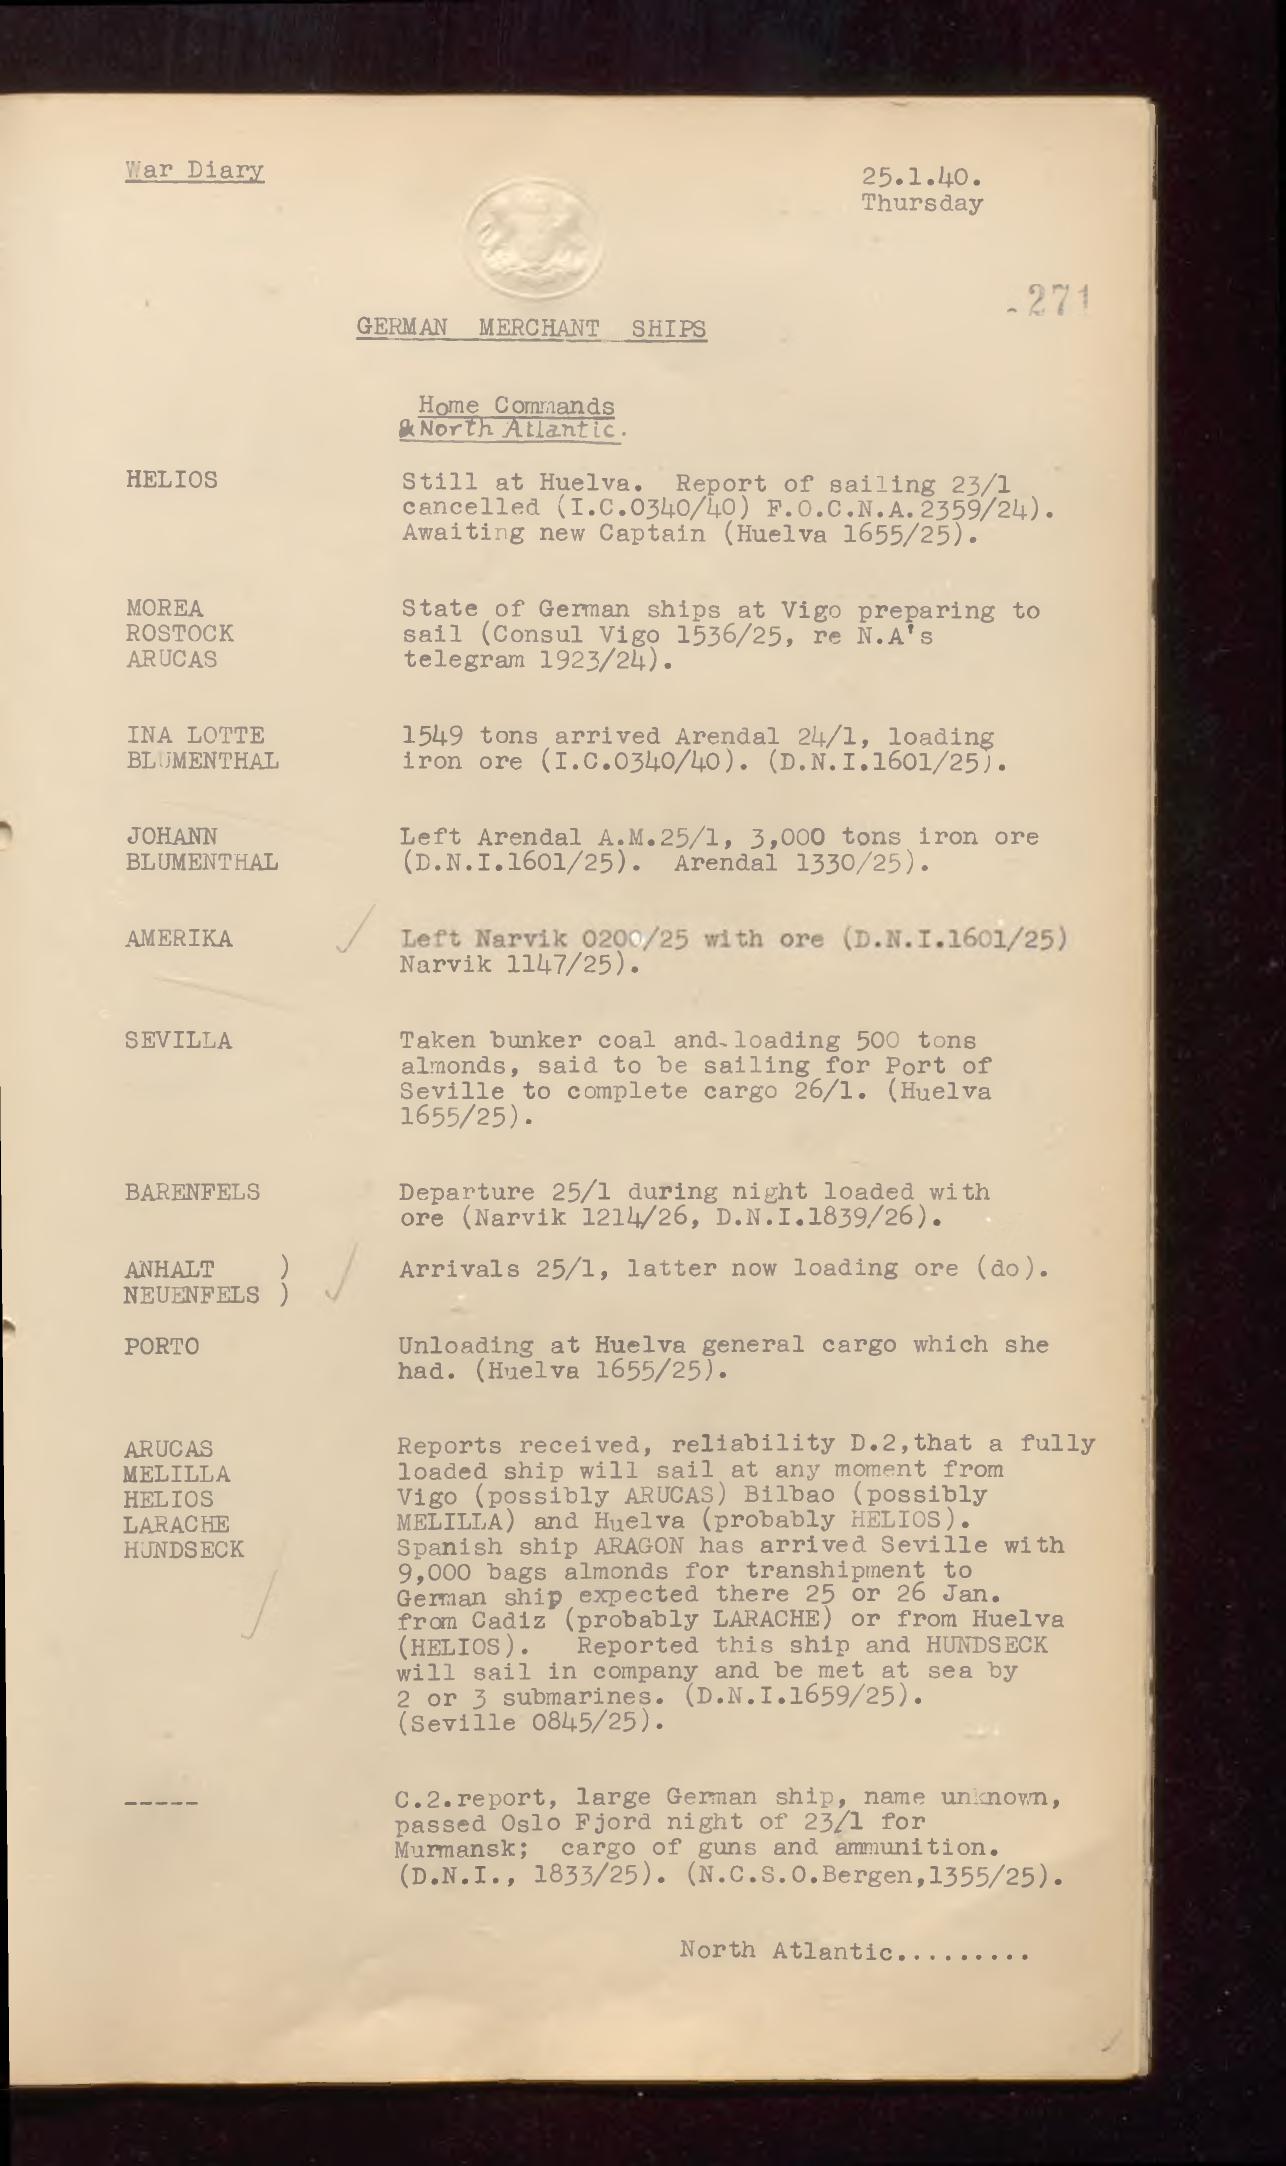 War Diary
25.1.40.
Thursday
271
GERMAN MERCHANT SHIPS
Home Commands
& North Atlantic.
HELIOS Still at Huelva. Report of sailing 23/1
cancelled (I.C.0340/40) F.O.C.N.A.2359/24).
Awaiting new Captain (Huelva 1655/25).
MOREA State of German ships at Vigo preparing to
ROSTOCK sail (Consul Vigo 1536/25, re N.A's
ARUCAS telegram 1923/24).
INA LOTTE 1549 tons arrived Arendal 24/1, loading
BLUMENTHAL iron ore (I.C.0340/40). (D.N.I.1601/25).
JOHANN Left Arendal A.M.25/1, 3,000 tons iron ore
BLUMENTHAL (D.N.I.1601/25). Arendal 1330/25).
AMERIKA Left Narvik 0200/25 with ore (D.N.I.1601/25)
Narvik 1147/25).
SEVILLA Taken bunker coal and loading 500 tons
almonds, said to be sailing for Port of
Seville to complete cargo 26/1. (Huelva
1655/25).
BARENFELS Departure 25/1 during night loaded with
ore (Narvik 1214/26, D.N.I.1839/26).
ANHALT ) Arrivals 25/1, latter now loading ore (do).
NEUENFELS )
PORTO Unloading at Huelva general cargo which she
had. (Huelva 1655/25).
ARUCAS Reports received, reliability D.2,that a fully
MELILLA loaded ship will sail at any moment from
HELIOS Vigo (possibly ARUCAS) Bilbao (possibly
LARACHE MELILLA) and Huelva (probably HELIOS).
HUNDSECK Spanish ship ARAGON has arrived Seville with
9,000 bags almonds for transhipment to
German ship expected there 25 or 26 Jan.
from Cadiz (probably LARACHE) or from Huelva
(HELIOS). Reported this ship and HUNDSECK
will sail in company and be met at sea by
2 or 3 submarines. (D.N.I.1659/25).
(Seville 0845/25).
----- C.2.report, large German ship, name unknown,
passed Oslo Fjord night of 23/1 for
Murmansk; cargo of guns and ammunition.
(D.N.I., 1833/25). (N.C.S.O.Bergen,1355/25).
North Atlantic.........